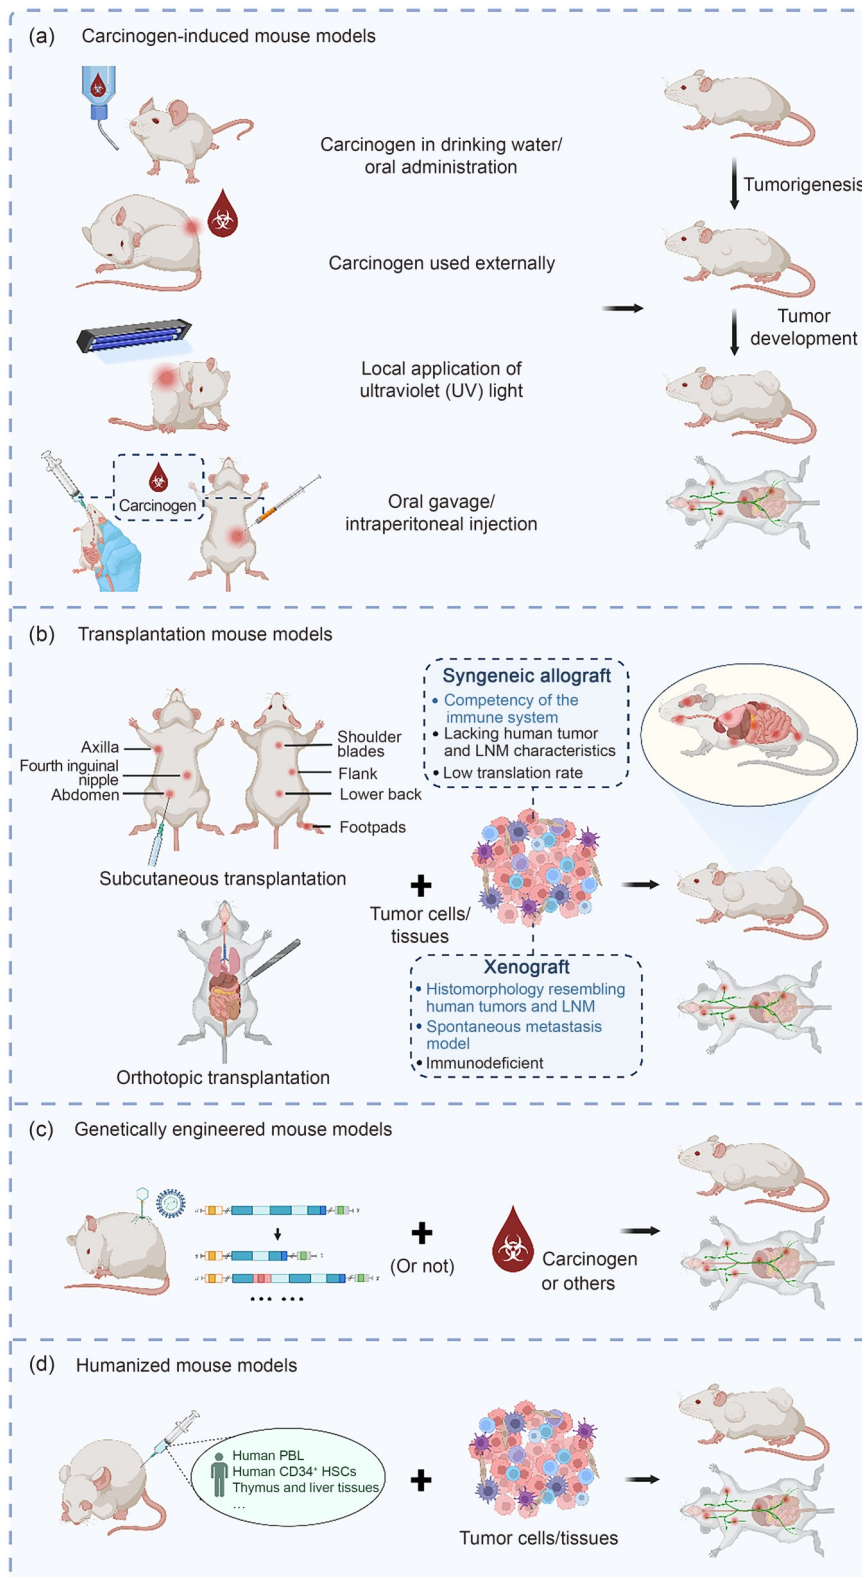 (a) Carcinogen-induced mouse models
Carcinogen in drinking water/
oral administration
Carcinogen used externally
Local application of
ultraviolet (UV) light
Carcinogen
Oral gavage/
intraperitoneal injection
Tumorigenesis
Tumor
development
(b) Transplantation mouse models
Axilla
Fourth inguinal
nipple
Abdomen
Shoulder
blades
Flank
Lower back
Footpads
Subcutaneous transplantation
Orthotopic transplantation
+
Tumor cells/
tissues
Syngeneic allograft
• Competency of the
immune system
• Lacking human tumor
and LNM characteristics
• Low translation rate
Xenograft
• Histomorphology resembling
human tumors and LNM
• Spontaneous metastasis
model
• Immunodeficient
(c) Genetically engineered mouse models
... ...
+
(Or not)
Carcinogen
or others
(d) Humanized mouse models
Human PBL
Human CD34⁺ HSCs
Thymus and liver tissues
...
+
Tumor cells/tissues